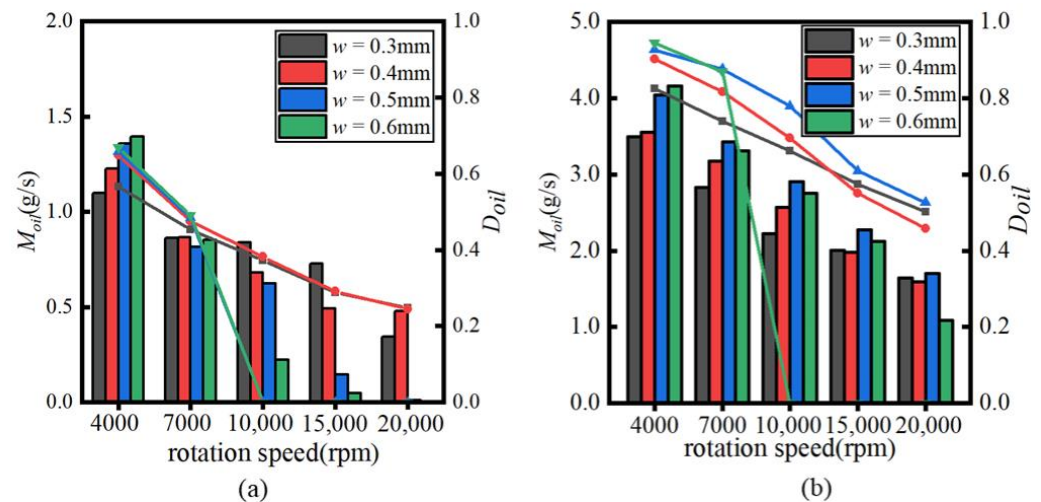 2.0
1.5
1.0
0.5
0.0
M_oil(g/s)
w = 0.3mm
w = 0.4mm
w = 0.5mm
w = 0.6mm
1.0
0.8
0.6
0.4
0.2
0.0
D_oil
4000 7000 10,000 15,000 20,000
rotation speed(rpm)
(a)
5.0
4.0
3.0
2.0
1.0
0.0
M_oil(g/s)
w = 0.3mm
w = 0.4mm
w = 0.5mm
w = 0.6mm
1.0
0.8
0.6
0.4
0.2
0.0
D_oil
4000 7000 10,000 15,000 20,000
rotation speed(rpm)
(b)